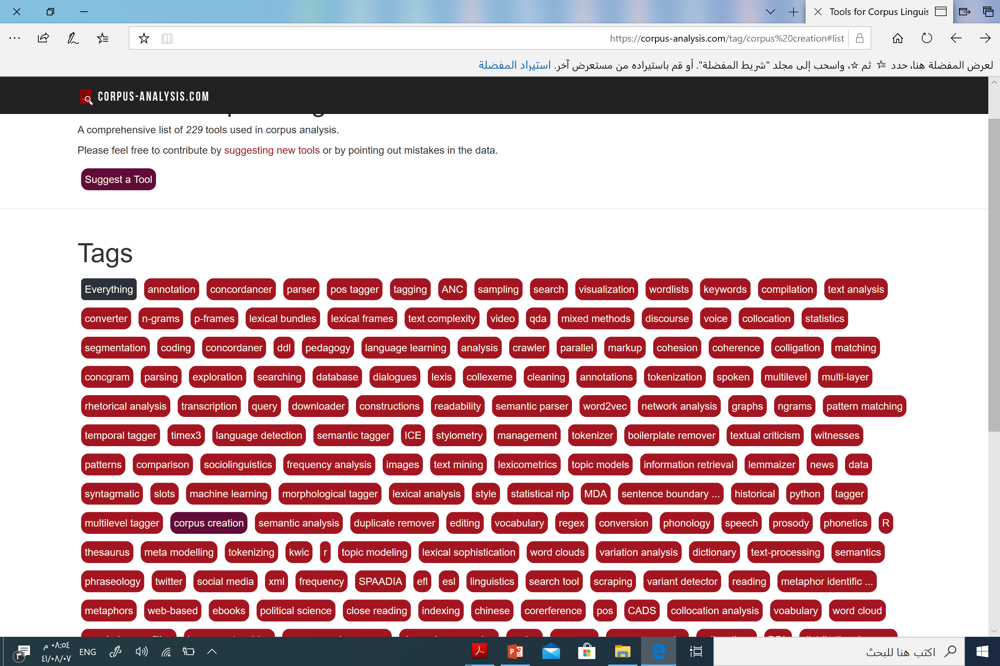 Tools for Corpus Linguis
https://corpus-analysis.com/tag/corpus%20creation#list
لعرض المفضلة هنا، حدد ثم ☆، واسحب إلى مجلد "شريط المفضلة". أو قم باستيراده من مستعرض آخر. استيراد المفضلة
CORPUS-ANALYSIS.COM
A comprehensive list of 229 tools used in corpus analysis.
Please feel free to contribute by suggesting new tools or by pointing out mistakes in the data.
Suggest a Tool
Tags
Everything annotation concordancer parser pos tagger tagging ANC sampling search visualization wordlists keywords compilation text analysis
converter n-grams p-frames lexical bundles lexical frames text complexity video qda mixed methods discourse voice collocation statistics
segmentation coding concordaner ddl pedagogy language learning analysis crawler parallel markup cohesion coherence colligation matching
concgram parsing exploration searching database dialogues lexis collexeme cleaning annotations tokenization spoken multilevel multi-layer
rhetorical analysis transcription query downloader constructions readability semantic parser word2vec network analysis graphs ngrams pattern matching
temporal tagger timex3 language detection semantic tagger ICE stylometry management tokenizer boilerplate remover textual criticism witnesses
patterns comparison sociolinguistics frequency analysis images text mining lexicometrics topic models information retrieval lemmaizer news data
syntagmatic slots machine learning morphological tagger lexical analysis style statistical nlp MDA sentence boundary ... historical python tagger
multilevel tagger corpus creation semantic analysis duplicate remover editing vocabulary regex conversion phonology speech prosody phonetics R
thesaurus meta modelling tokenizing kwic r topic modeling lexical sophistication word clouds variation analysis dictionary text-processing semantics
phraseology twitter social media xml frequency SPAADIA efl esl linguistics search tool scraping variant detector reading metaphor identific ...
metaphors web-based ebooks political science close reading indexing chinese corerference pos CADS collocation analysis voabulary word cloud
٠٨:٥٤ م
٤١/٠٨/٠٧
٣
ENG
اكتب هنا للبحث